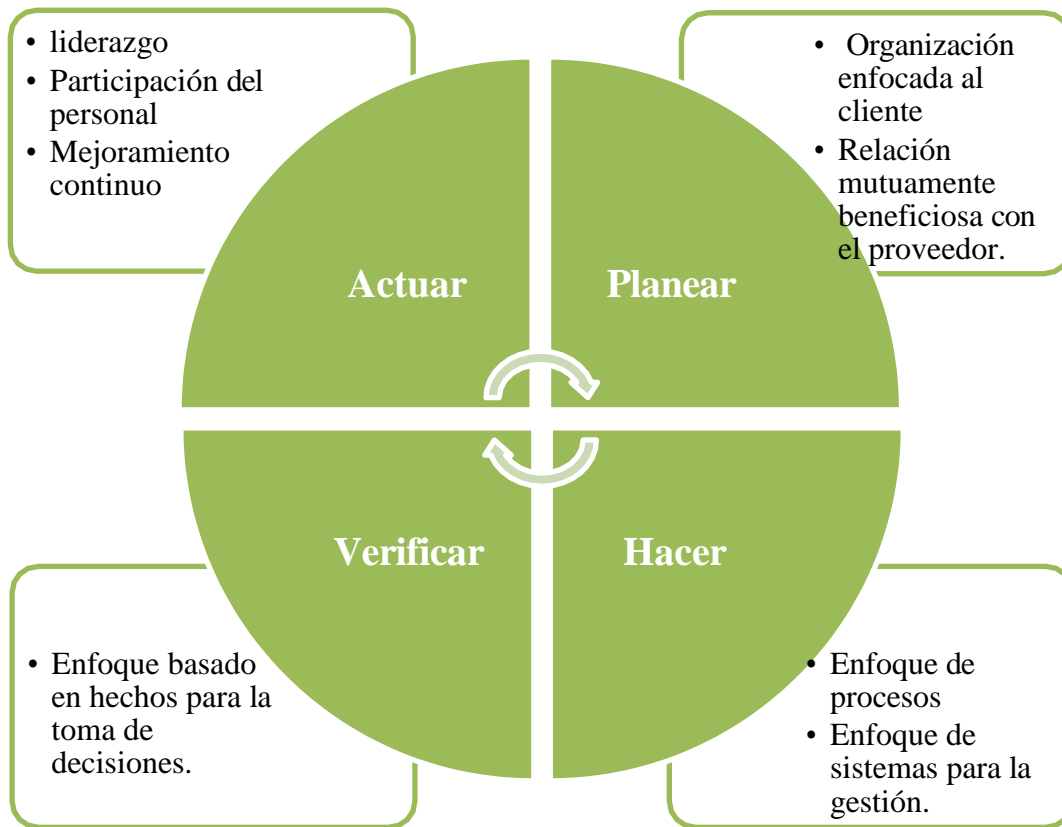 • liderazgo
• Participación del
personal
• Mejoramiento
continuo
• Organización
enfocada al
cliente
• Relación
mutuamente
beneficiosa con
el proveedor.
Actuar
Planear
Verificar
Hacer
• Enfoque basado
en hechos para la
toma de
decisiones.
• Enfoque de
procesos
• Enfoque de
sistemas para la
gestión.